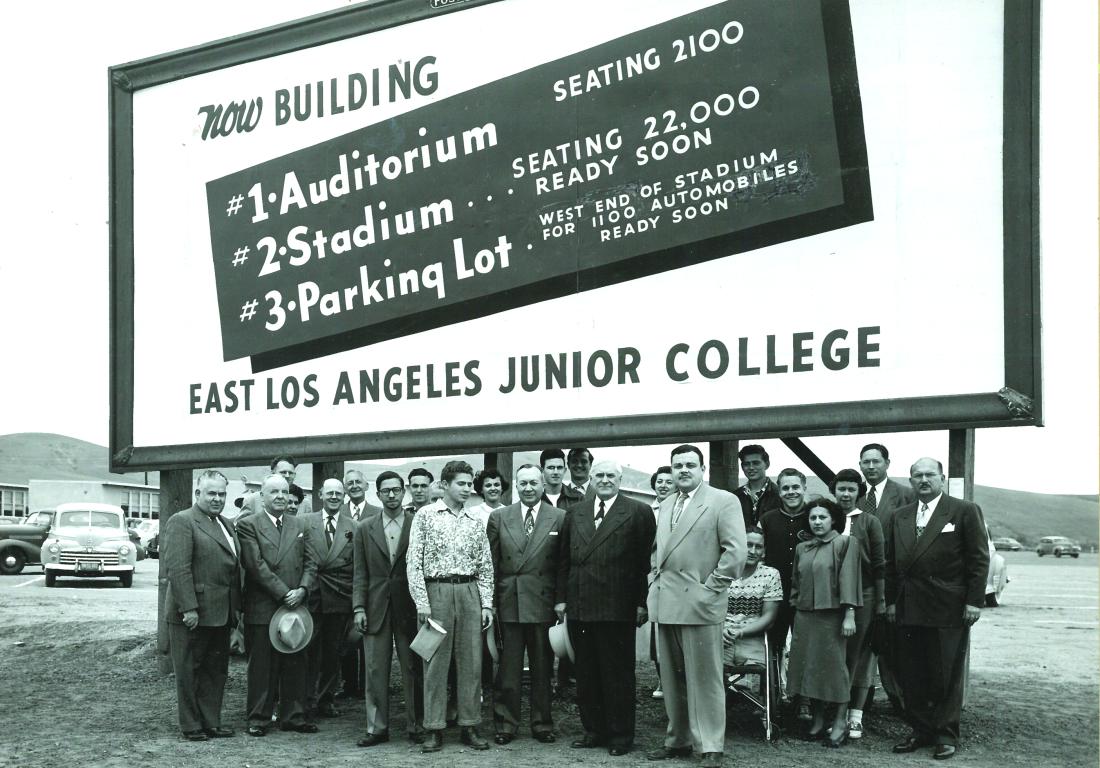 now BUILDING
#1·Auditorium SEATING 2100
#2·Stadium . . . SEATING 22,000
READY SOON
#3·Parking Lot . WEST END OF STADIUM
FOR 1100 AUTOMOBILES
READY SOON
EAST LOS ANGELES JUNIOR COLLEGE